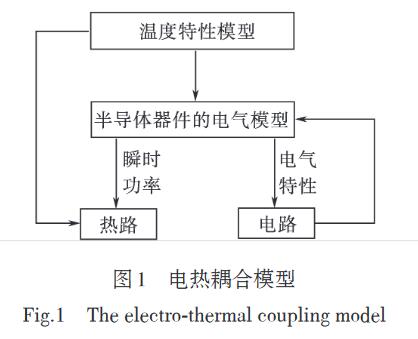 温度特性模型
半导体器件的电气模型
瞬时
功率
电气
特性
热路
电路
图1 电热耦合模型
Fig.1 The electro-thermal coupling model